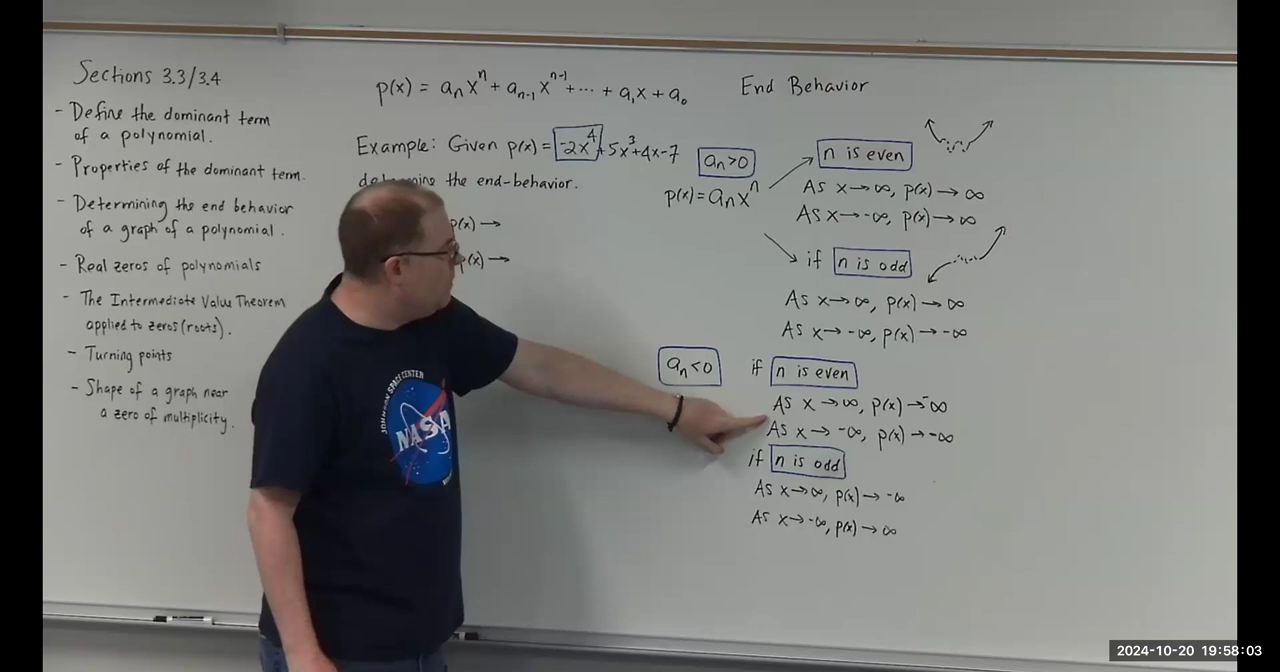 Sections 3.3/3.4
- Define the dominant term
of a polynomial.
- Properties of the dominant term.
- Determining the end behavior
of a graph of a polynomial.
- Real zeros of polynomials
- The Intermediate Value Theorem
applied to zeros (roots).
- Turning points
- Shape of a graph near
a zero of multiplicity.
p(x) = aₙxⁿ + aₙ₋₁xⁿ⁻¹ + ... + a₁x + a₀
Example: Given p(x) = -2x⁴+5x³+4x-7
determine the end-behavior.
p(x) →
p(x) →
End Behavior
aₙ>0
p(x) = aₙxⁿ
n is even
As x→∞, p(x)→ ∞
As x→-∞, p(x)→ ∞
if n is odd
As x→∞, p(x)→ ∞
As x→-∞, p(x)→ -∞
aₙ<0
if n is even
As x→∞, p(x)→-∞
As x→ -∞, p(x)→-∞
if n is odd
As x→∞, p(x)→ -∞
As x→-∞, p(x)→ ∞
JOHNSON SPACE CENTER
NASA
2024-10-20 19:58:03